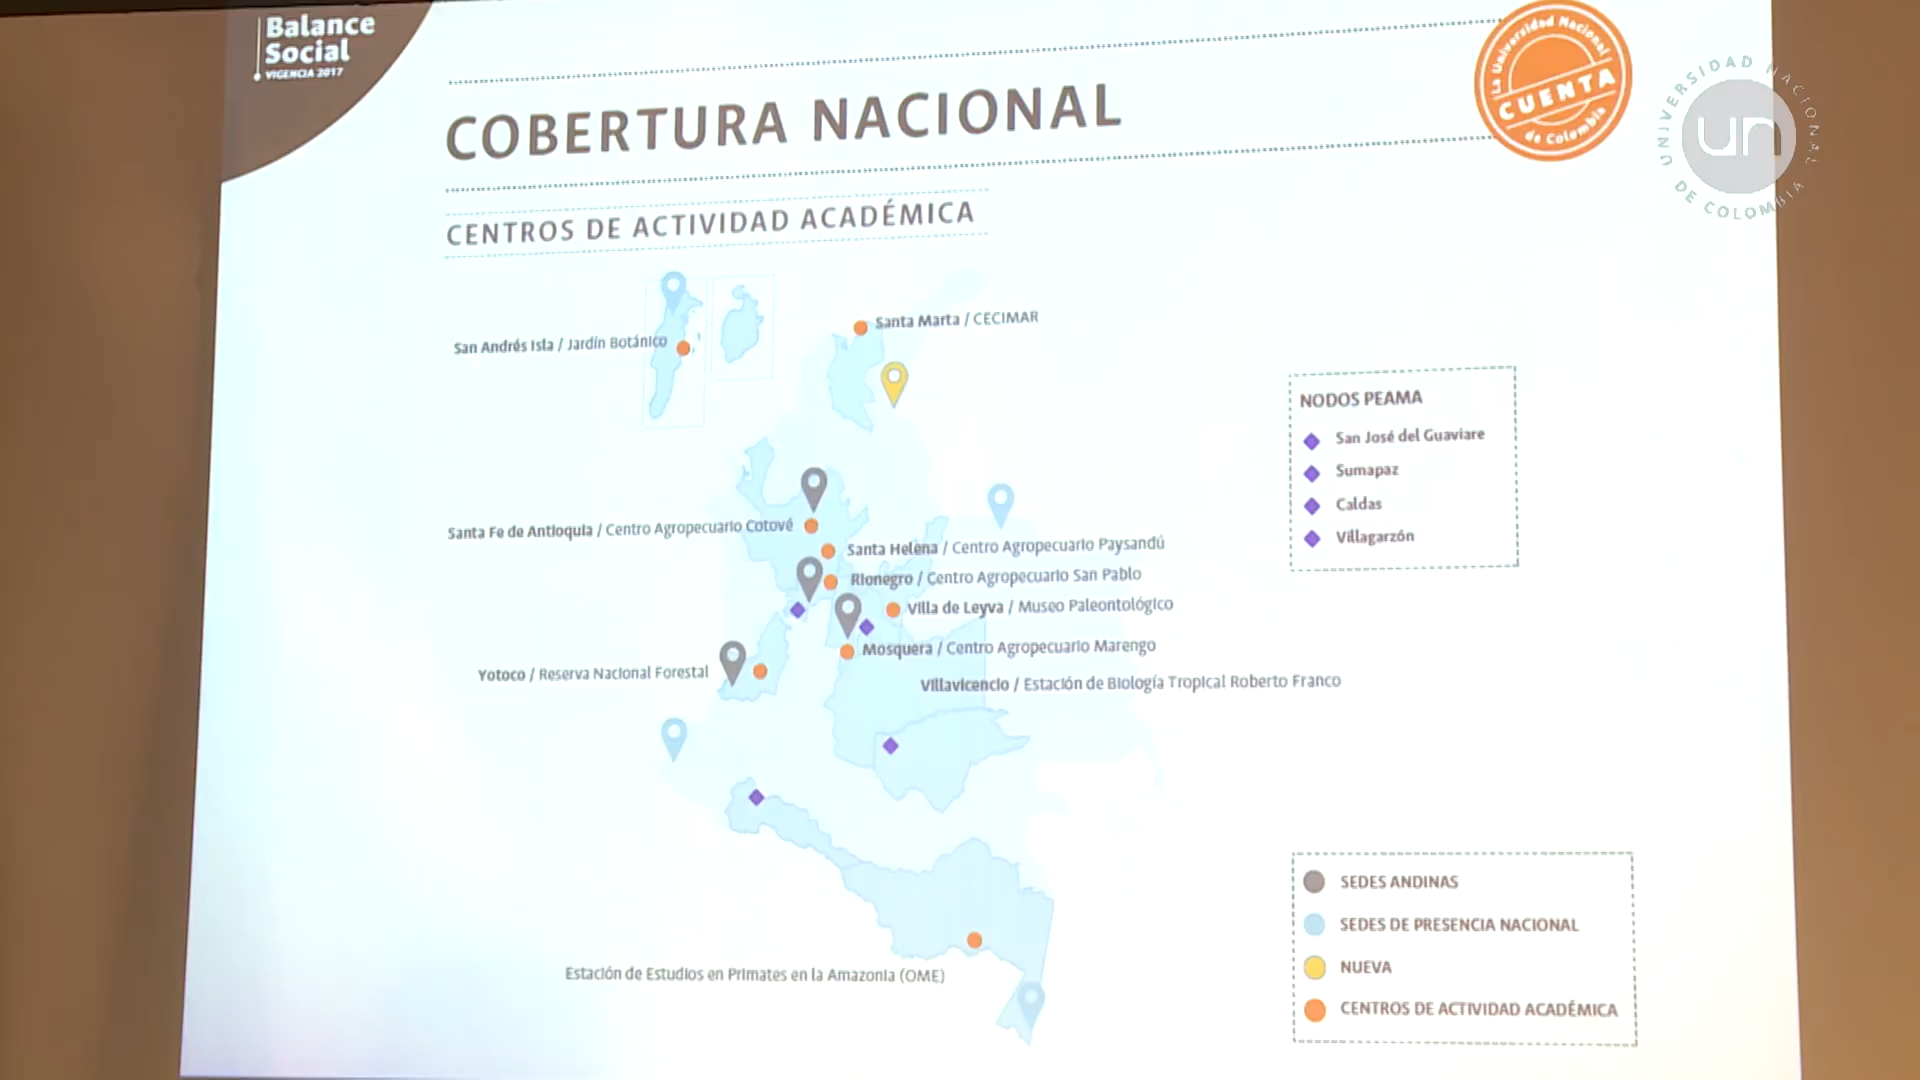 Balance
Social
VIGENCIA 2017
COBERTURA NACIONAL
La Universidad Nacional
CUENTA
de Colombia
UNIVERSIDAD NACIONAL
un
DE COLOMBIA
CENTROS DE ACTIVIDAD ACADÉMICA
Santa Marta / CECIMAR
San Andrés Isla / Jardín Botánico
NODOS PEAMA
San José del Guaviare
Sumapaz
Caldas
Villagarzón
Santa Fe de Antioquia / Centro Agropecuario Cotové
Santa Helena / Centro Agropecuario Paysandú
Rionegro / Centro Agropecuario San Pablo
Villa de Leyva / Museo Paleontológico
Mosquera / Centro Agropecuario Marengo
Yotoco / Reserva Nacional Forestal
Villavicencio / Estación de Biología Tropical Roberto Franco
Estación de Estudios en Primates en la Amazonia (OME)
SEDES ANDINAS
SEDES DE PRESENCIA NACIONAL
NUEVA
CENTROS DE ACTIVIDAD ACADÉMICA